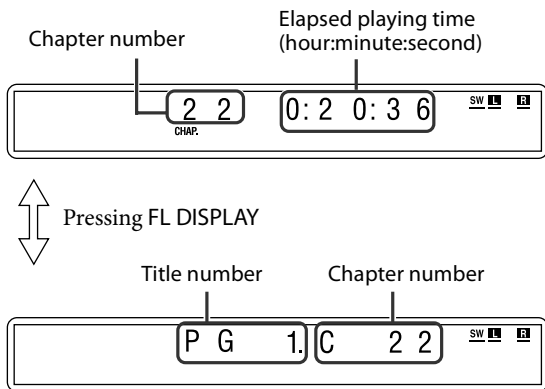 Elapsed playing time
Chapter number (hour:minute:second)
2 2 0:2 0:3 6 SW L R
CHAP.
Pressing FL DISPLAY
Title number Chapter number
P G 1. C 2 2 SW L R